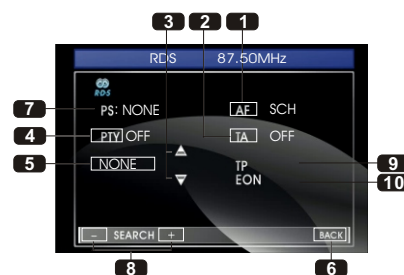 3 2 1
RDS 87.50MHz
RDS
7 PS: NONE AF SCH
4 PTY OFF TA OFF
5 NONE
TP 9
EON 10
- SEARCH + BACK
8 6